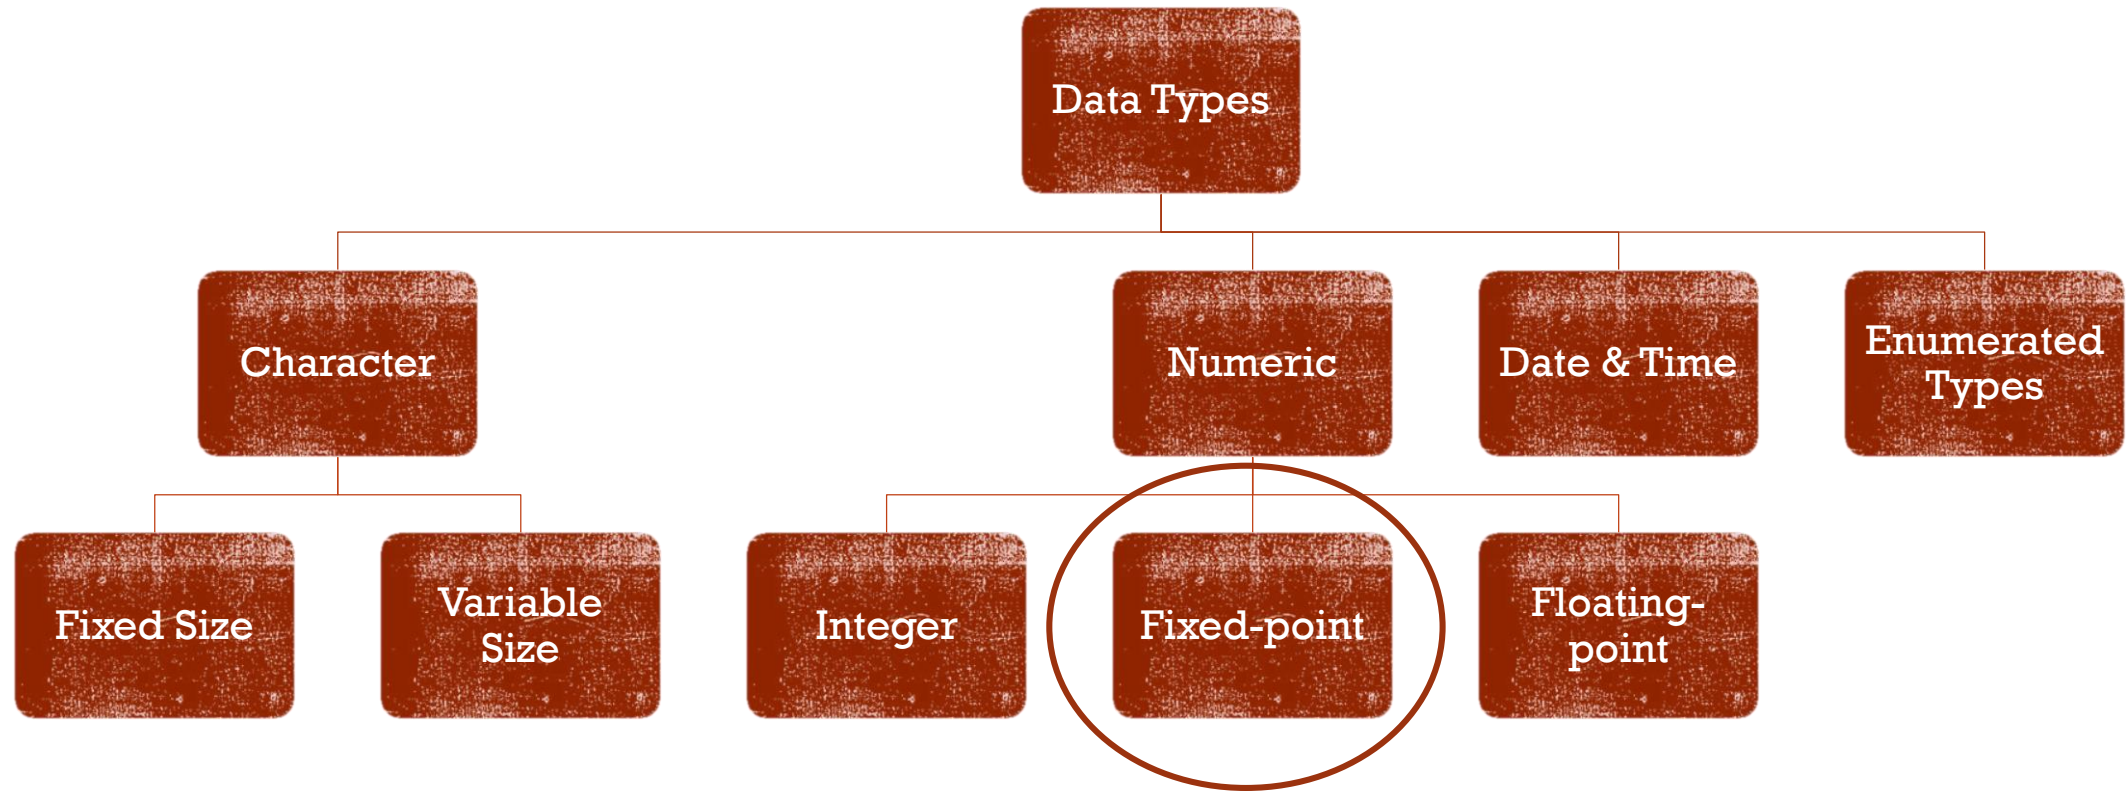 Data Types
Character
Numeric
Date & Time
Enumerated
Types
Fixed Size
Variable
Size
Integer
Fixed-point
Floating-
point